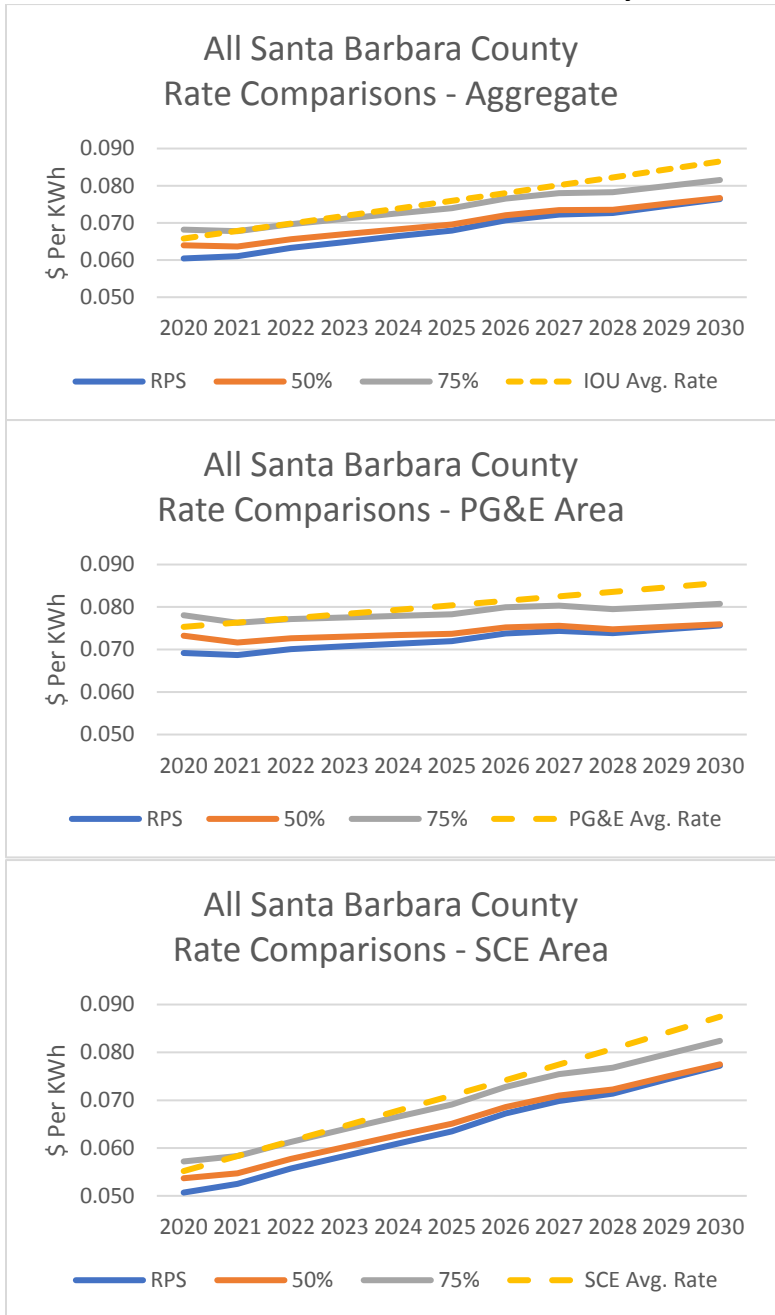 All Santa Barbara County
Rate Comparisons - Aggregate
$ Per KWh
0.090
0.080
0.070
0.060
0.050
2020 2021 2022 2023 2024 2025 2026 2027 2028 2029 2030
RPS 50% 75% IOU Avg. Rate
All Santa Barbara County
Rate Comparisons - PG&E Area
$ Per KWh
0.090
0.080
0.070
0.060
0.050
2020 2021 2022 2023 2024 2025 2026 2027 2028 2029 2030
RPS 50% 75% PG&E Avg. Rate
All Santa Barbara County
Rate Comparisons - SCE Area
$ Per KWh
0.090
0.080
0.070
0.060
0.050
2020 2021 2022 2023 2024 2025 2026 2027 2028 2029 2030
RPS 50% 75% SCE Avg. Rate